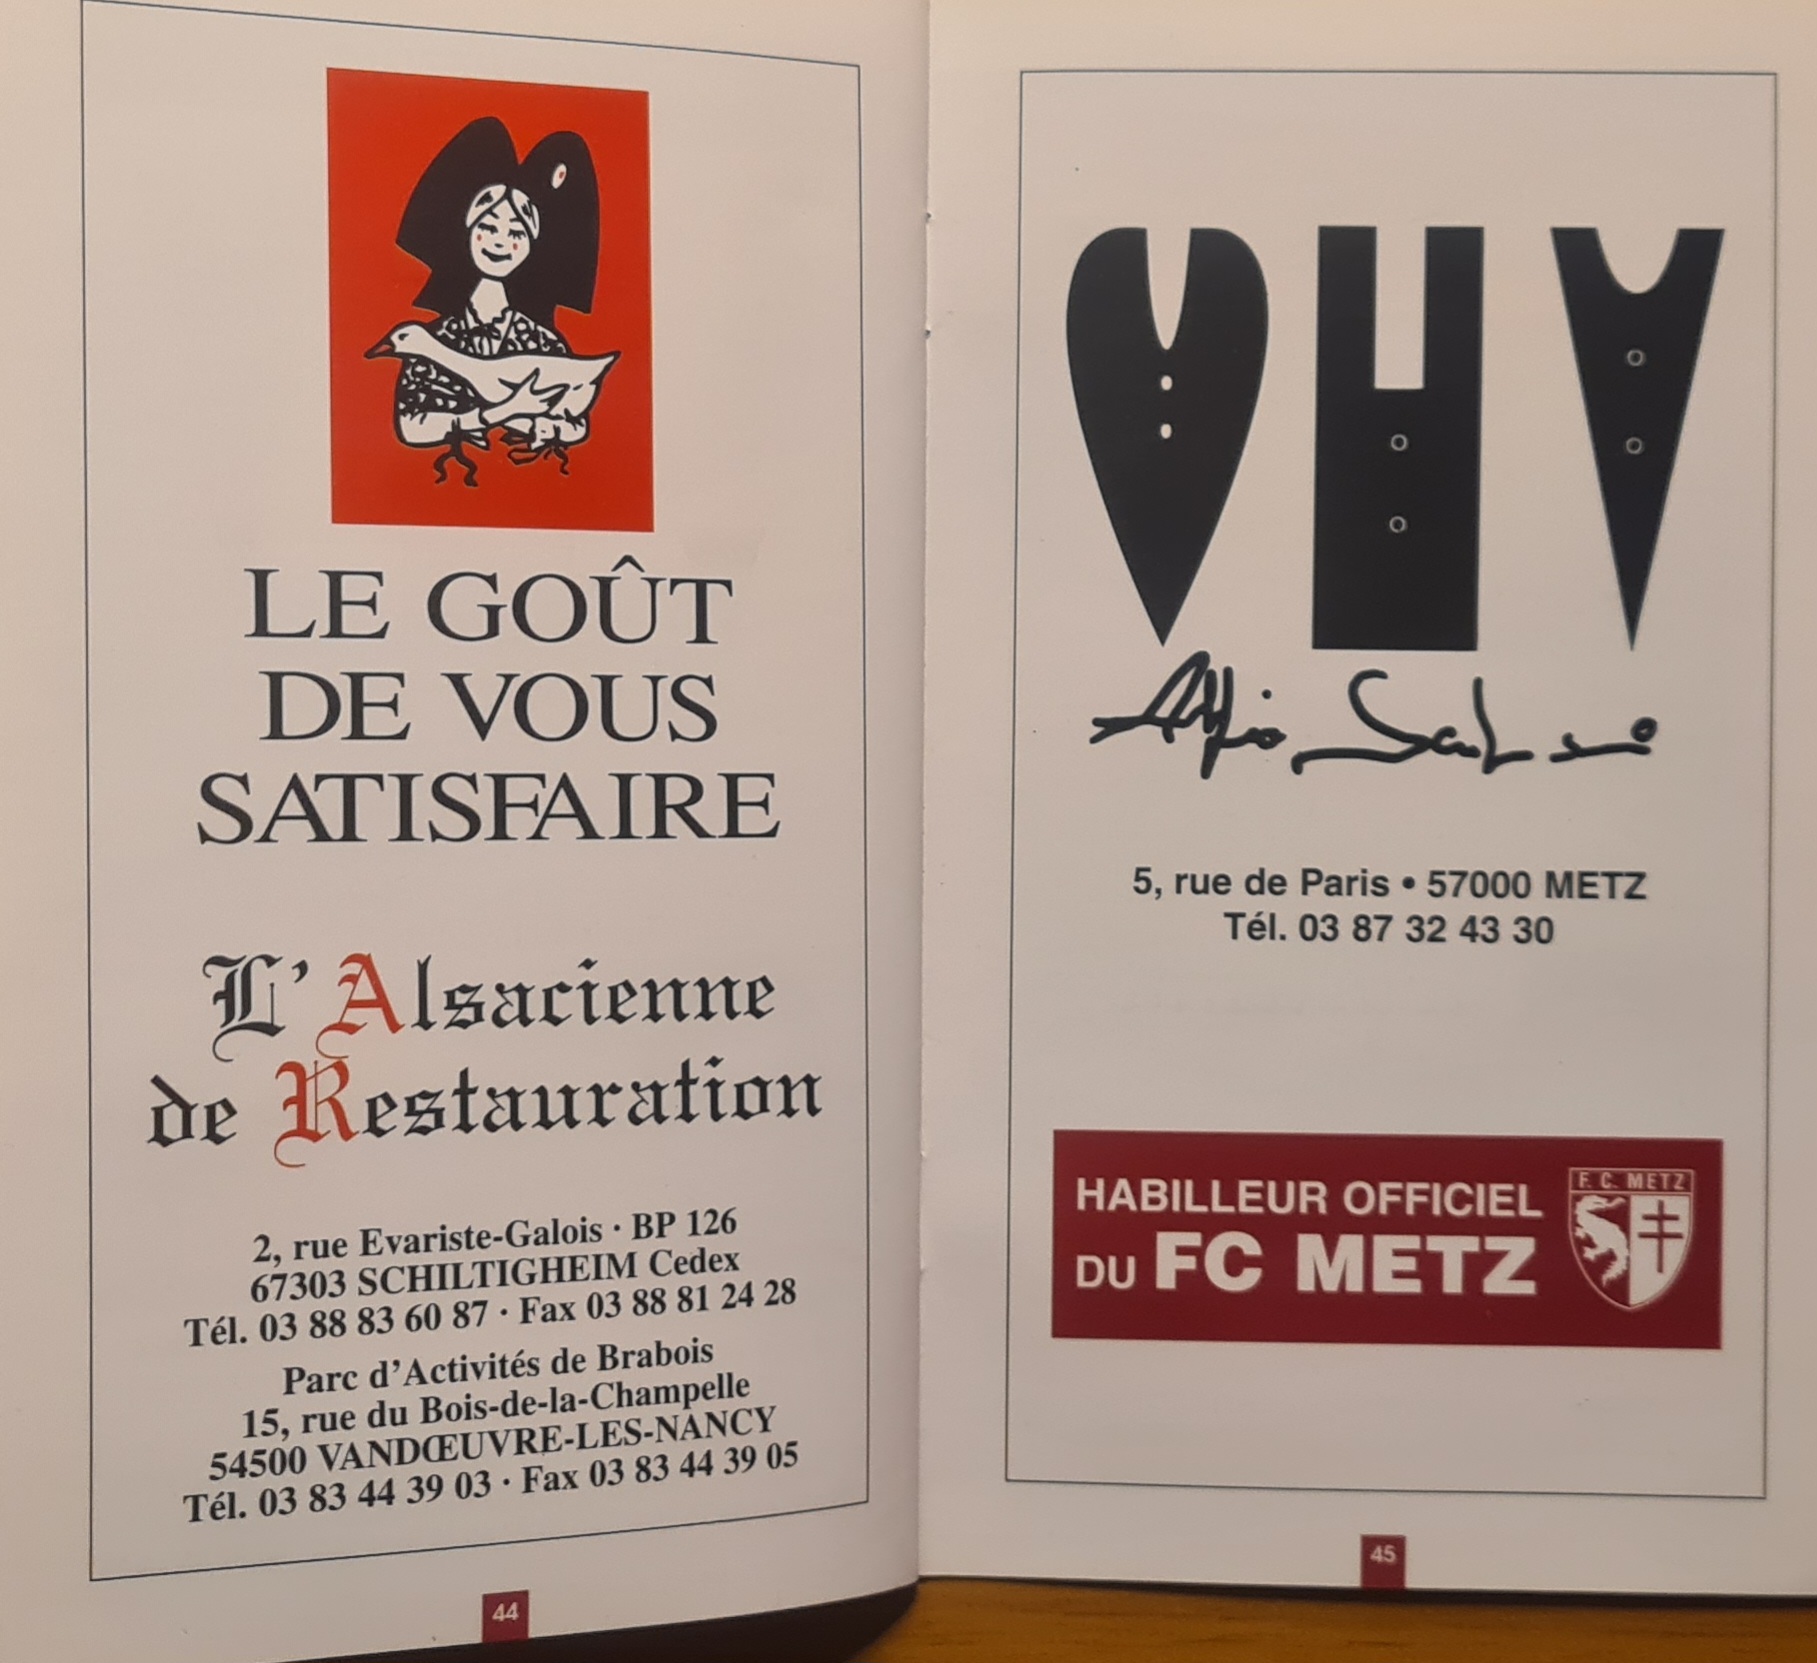 LE GOÛT
DE VOUS
SATISFAIRE
L'Alsacienne
de Restauration
2, rue Evariste-Galois · BP 126
67303 SCHILTIGHEIM Cedex
Tél. 03 88 83 60 87 · Fax 03 88 81 24 28
Parc d'Activités de Brabois
15, rue du Bois-de-la-Champelle
54500 VANDŒUVRE-LES-NANCY
Tél. 03 83 44 39 03 · Fax 03 83 44 39 05
44
Alfio
5, rue de Paris • 57000 METZ
Tél. 03 87 32 43 30
HABILLEUR OFFICIEL
DU FC METZ
F. C. METZ
45